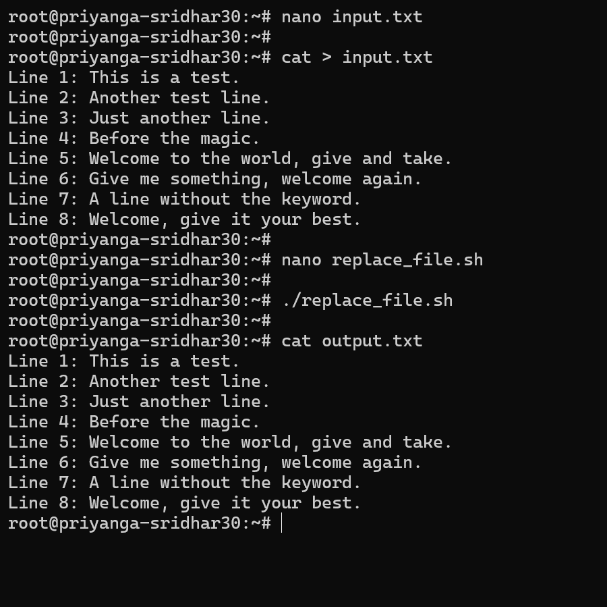 root@priyanga-sridhar30:~# nano input.txt
root@priyanga-sridhar30:~#
root@priyanga-sridhar30:~# cat > input.txt
Line 1: This is a test.
Line 2: Another test line.
Line 3: Just another line.
Line 4: Before the magic.
Line 5: Welcome to the world, give and take.
Line 6: Give me something, welcome again.
Line 7: A line without the keyword.
Line 8: Welcome, give it your best.
root@priyanga-sridhar30:~#
root@priyanga-sridhar30:~# nano replace_file.sh
root@priyanga-sridhar30:~#
root@priyanga-sridhar30:~# ./replace_file.sh
root@priyanga-sridhar30:~#
root@priyanga-sridhar30:~# cat output.txt
Line 1: This is a test.
Line 2: Another test line.
Line 3: Just another line.
Line 4: Before the magic.
Line 5: Welcome to the world, give and take.
Line 6: Give me something, welcome again.
Line 7: A line without the keyword.
Line 8: Welcome, give it your best.
root@priyanga-sridhar30:~#